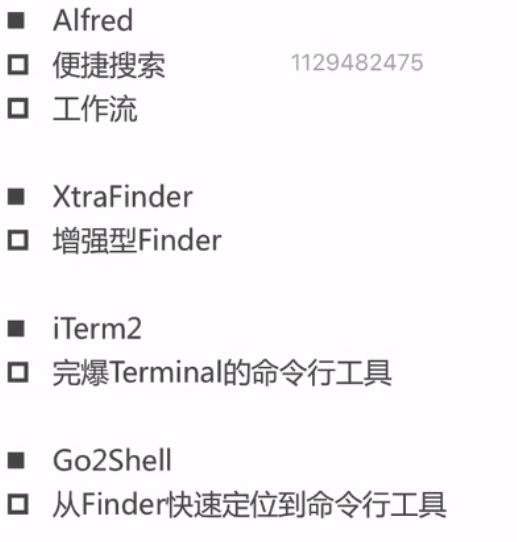 ■ Alfred
□ 便捷搜索 1129482475
□ 工作流
■ XtraFinder
□ 增强型Finder
■ iTerm2
□ 完爆Terminal的命令行工具
■ Go2Shell
□ 从Finder快速定位到命令行工具